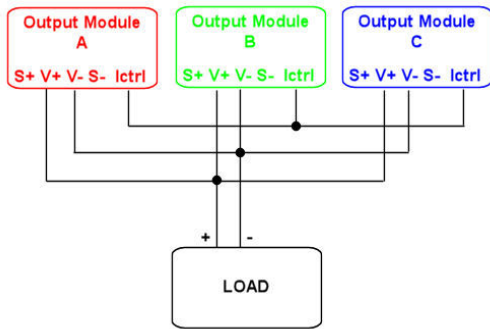 Output Module
A
S+ V+ V- S- Ictrl
Output Module
B
S+ V+ V- S- Ictrl
Output Module
C
S+ V+ V- S- Ictrl
+ -
LOAD